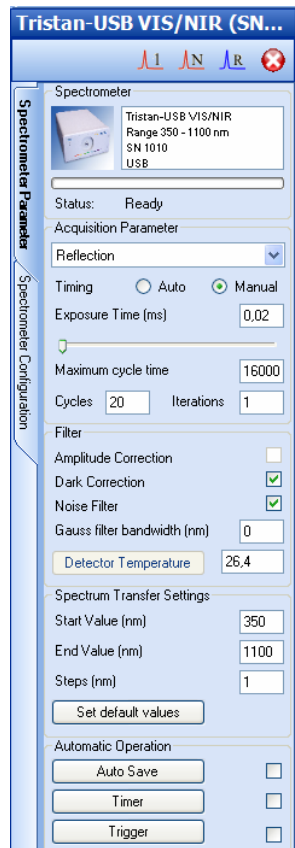 Tristan-USB VIS/NIR (SN...
1 N R
Spectrometer Parameter
Spectrometer Configuration
Spectrometer
Tristan-USB VIS/NIR
Range 350 - 1100 nm
SN 1010
USB
Status: Ready
Acquisition Parameter
Reflection
Timing Auto Manual
Exposure Time (ms) 0,02
Maximum cycle time 16000
Cycles 20 Iterations 1
Filter
Amplitude Correction
Dark Correction
Noise Filter
Gauss filter bandwidth (nm) 0
Detector Temperature 26,4
Spectrum Transfer Settings
Start Value (nm) 350
End Value (nm) 1100
Steps (nm) 1
Set default values
Automatic Operation
Auto Save
Timer
Trigger